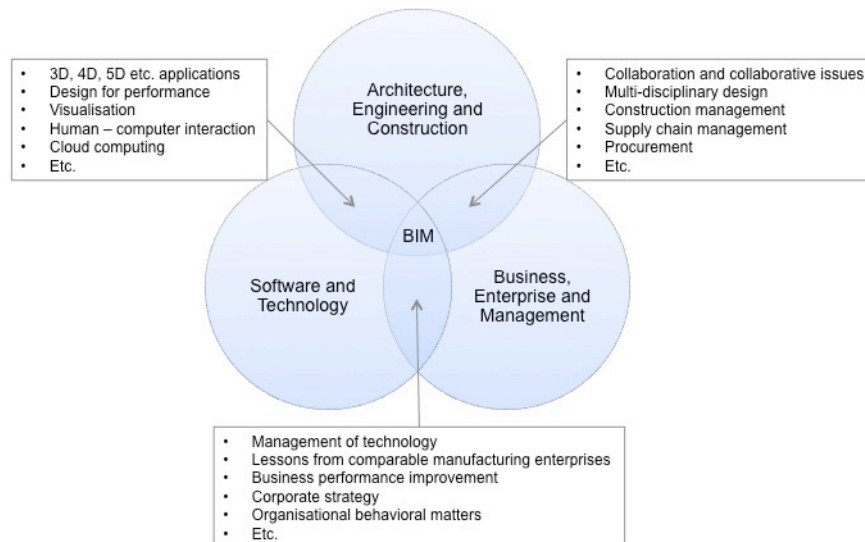 • 3D, 4D, 5D etc. applications
• Design for performance
• Visualisation
• Human – computer interaction
• Cloud computing
• Etc.
Architecture,
Engineering and
Construction
• Collaboration and collaborative issues
• Multi-disciplinary design
• Construction management
• Supply chain management
• Procurement
• Etc.
BIM
Software and
Technology
Business,
Enterprise and
Management
• Management of technology
• Lessons from comparable manufacturing enterprises
• Business performance improvement
• Corporate strategy
• Organisational behavioral matters
• Etc.